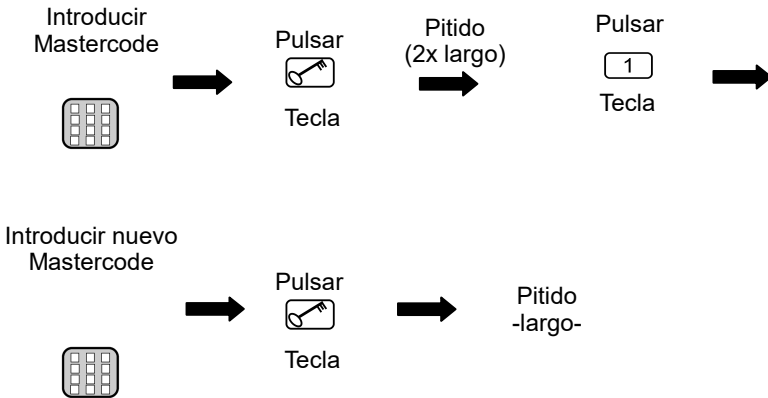 Introducir
Mastercode
Pulsar
Tecla
Pitido
(2x largo)
Pulsar
1
Tecla
Introducir nuevo
Mastercode
Pulsar
Tecla
Pitido
-largo-